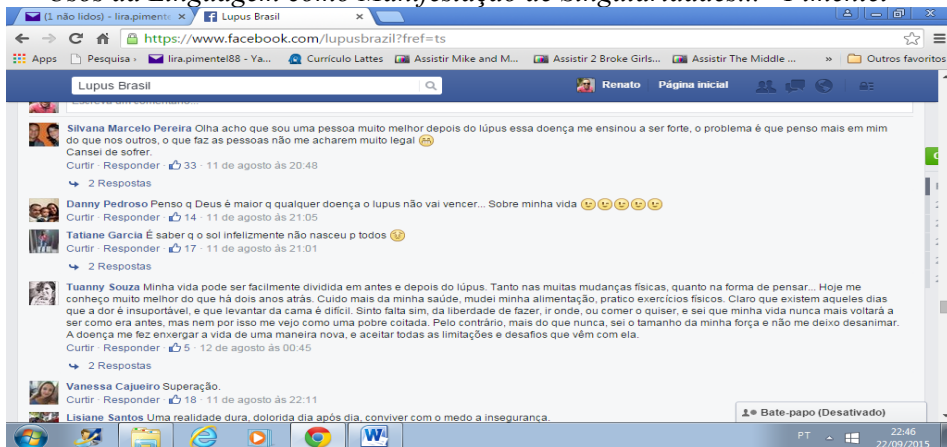 Usos da Linguagem como Manifestação de Singularidades... - Pimentel
(1 não lidos) - lira.pimente
Lupus Brasil
https://www.facebook.com/lupusbrazil?fref=ts
Apps Pesquisa lira.pimentel88 - Ya... Currículo Lattes Assistir Mike and M... Assistir 2 Broke Girls... Assistir The Middle ... » Outros favoritos
Lupus Brasil Renato Página inicial
Escreva um comentário...
Silvana Marcelo Pereira Olha acho que sou uma pessoa muito melhor depois do lúpus essa doença me ensinou a ser forte, o problema é que penso mais em mim
do que nos outros, o que faz as pessoas não me acharem muito legal
Cansei de sofrer.
Curtir · Responder · 33 · 11 de agosto às 20:48
2 Respostas
Danny Pedroso Penso q Deus é maior q qualquer doença o lupus não vai vencer... Sobre minha vida
Curtir · Responder · 14 · 11 de agosto às 21:05
Tatiane Garcia É saber q o sol infelizmente não nasceu p todos
Curtir · Responder · 17 · 11 de agosto às 21:01
2 Respostas
Tuanny Souza Minha vida pode ser facilmente dividida em antes e depois do lúpus. Tanto nas muitas mudanças físicas, quanto na forma de pensar... Hoje me
conheço muito melhor do que há dois anos atrás. Cuido mais da minha saúde, mudei minha alimentação, pratico exercícios físicos. Claro que existem aqueles dias
que a dor é insuportável, e que levantar da cama é difícil. Sinto falta sim, da liberdade de fazer, ir onde, ou comer o quiser, e sei que minha vida nunca mais voltará a
ser como era antes, mas nem por isso me vejo como uma pobre coitada. Pelo contrário, mais do que nunca, sei o tamanho da minha força e não me deixo desanimar.
A doença me fez enxergar a vida de uma maneira nova, e aceitar todas as limitações e desafios que vêm com ela.
Curtir · Responder · 5 · 12 de agosto às 00:45
2 Respostas
Vanessa Cajueiro Superação.
Curtir · Responder · 18 · 11 de agosto às 22:11
Lisiane Santos Uma realidade dura, dolorida dia após dia, conviver com o medo a insegurança.
Bate-papo (Desativado)
PT 22:46
22/09/2015